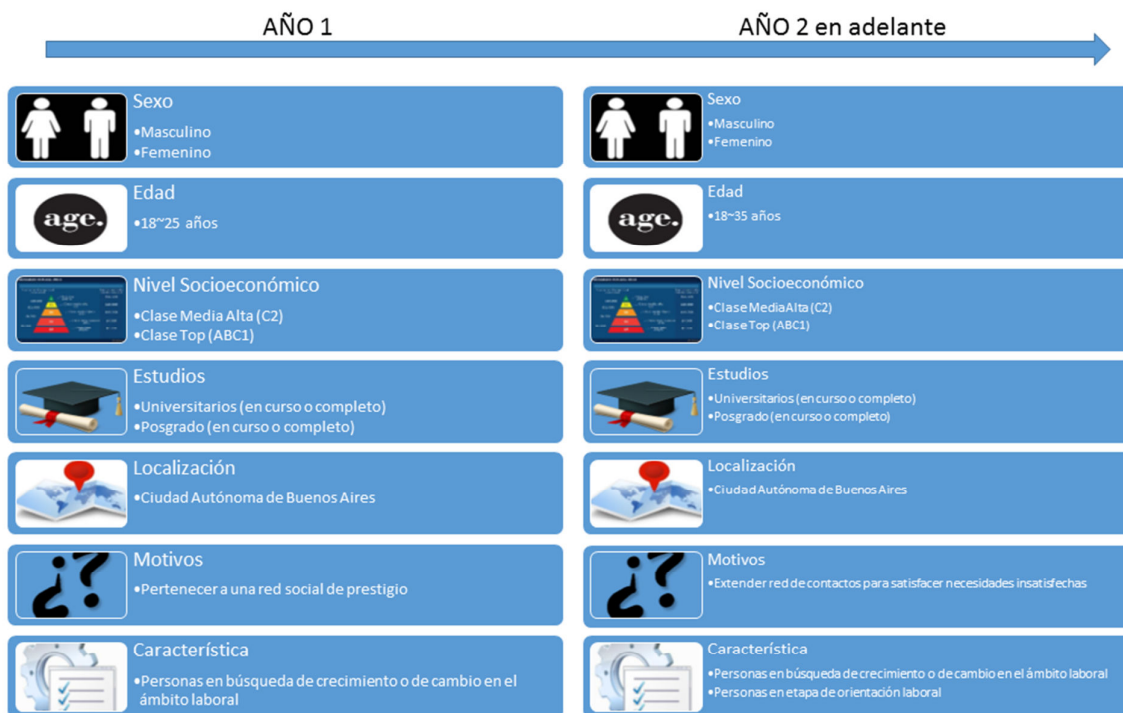 AÑO 1
AÑO 2 en adelante
Sexo
•Masculino
•Femenino
age.
Edad
•18~25 años
Nivel Socioeconómico
•Clase Media Alta (C2)
•Clase Top (ABC1)
Estudios
•Universitarios (en curso o completo)
•Posgrado (en curso o completo)
Localización
•Ciudad Autónoma de Buenos Aires
¿?
Motivos
•Pertenecer a una red social de prestigio
Característica
•Personas en búsqueda de crecimiento o de cambio en el
ámbito laboral
Sexo
•Masculino
•Femenino
age.
Edad
•18~35 años
Nivel Socioeconómico
•Clase Media Alta (C2)
•Clase Top (ABC1)
Estudios
•Universitarios (en curso o completo)
•Posgrado (en curso o completo)
Localización
•Ciudad Autónoma de Buenos Aires
¿?
Motivos
•Extender red de contactos para satisfacer necesidades insatisfechas
Característica
•Personas en búsqueda de crecimiento o de cambio en el ámbito laboral
•Personas en etapa de orientación laboral